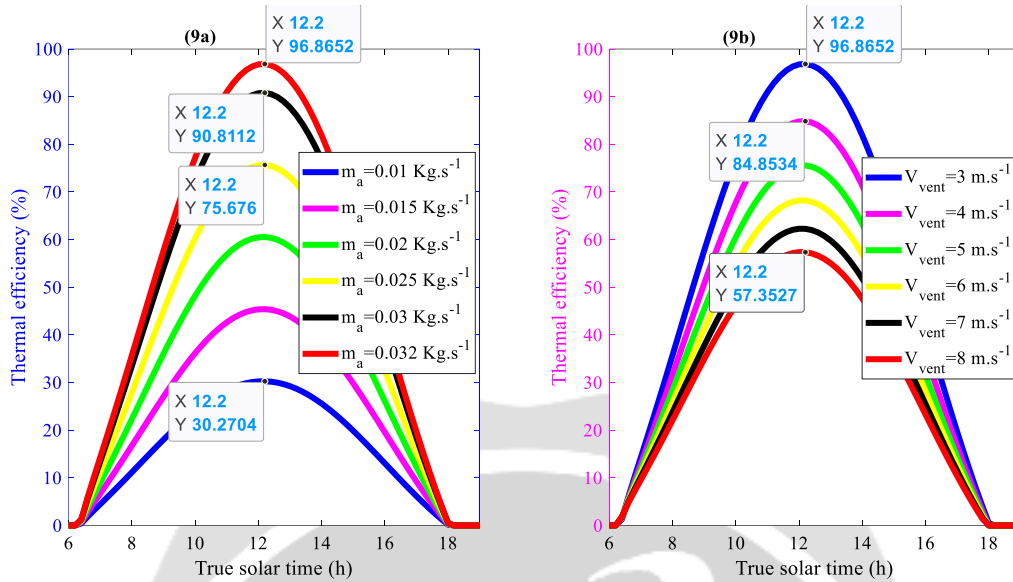 (9a)
X 12.2
Y 96.8652
X 12.2
Y 90.8112
X 12.2
Y 75.676
X 12.2
Y 30.2704
100
90
80
70
60
50
40
30
20
10
0
Thermal efficiency (%)
m_a=0.01 Kg.s^-1
m_a=0.015 Kg.s^-1
m_a=0.02 Kg.s^-1
m_a=0.025 Kg.s^-1
m_a=0.03 Kg.s^-1
m_a=0.032 Kg.s^-1
6 8 10 12 14 16 18
True solar time (h)
(9b)
X 12.2
Y 96.8652
X 12.2
Y 84.8534
X 12.2
Y 57.3527
100
90
80
70
60
50
40
30
20
10
0
Thermal efficiency (%)
V_vent=3 m.s^-1
V_vent=4 m.s^-1
V_vent=5 m.s^-1
V_vent=6 m.s^-1
V_vent=7 m.s^-1
V_vent=8 m.s^-1
6 8 10 12 14 16 18
True solar time (h)